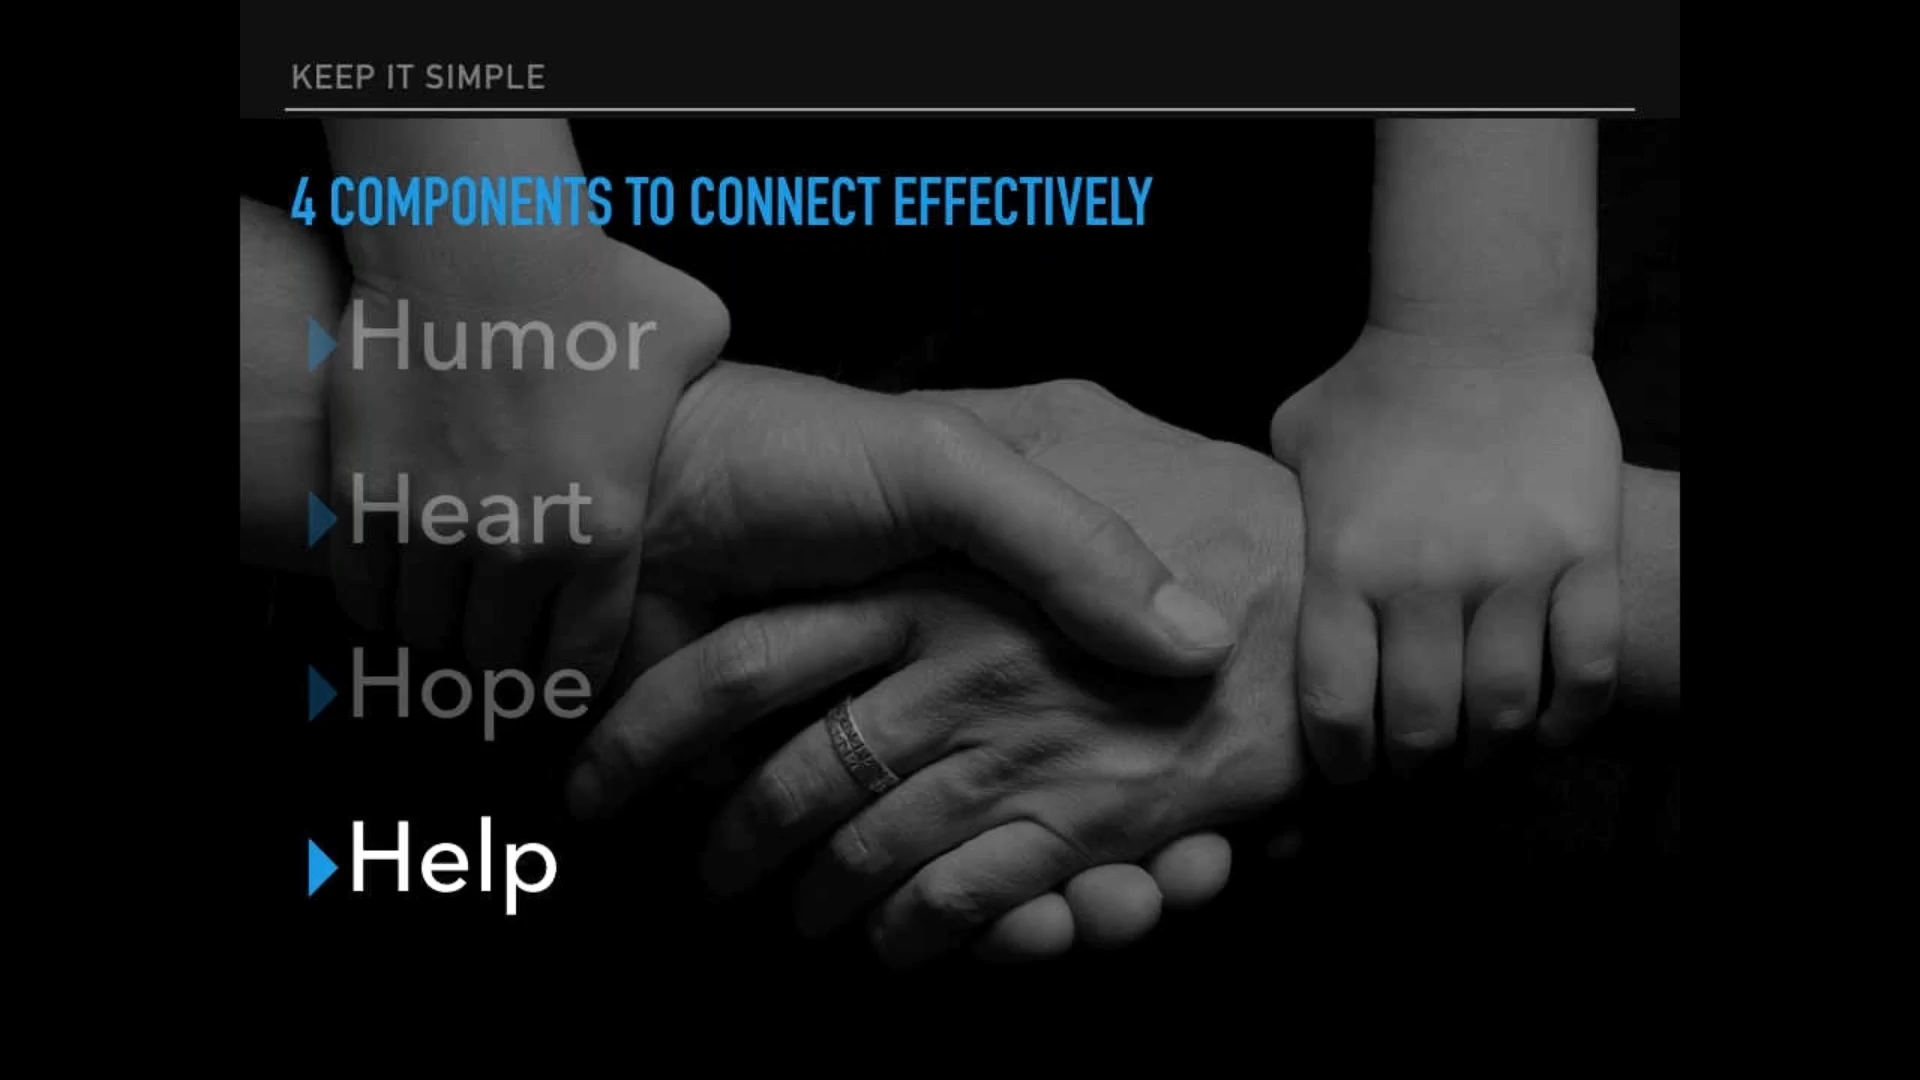 KEEP IT SIMPLE
4 COMPONENTS TO CONNECT EFFECTIVELY
Humor
Heart
Hope
Help